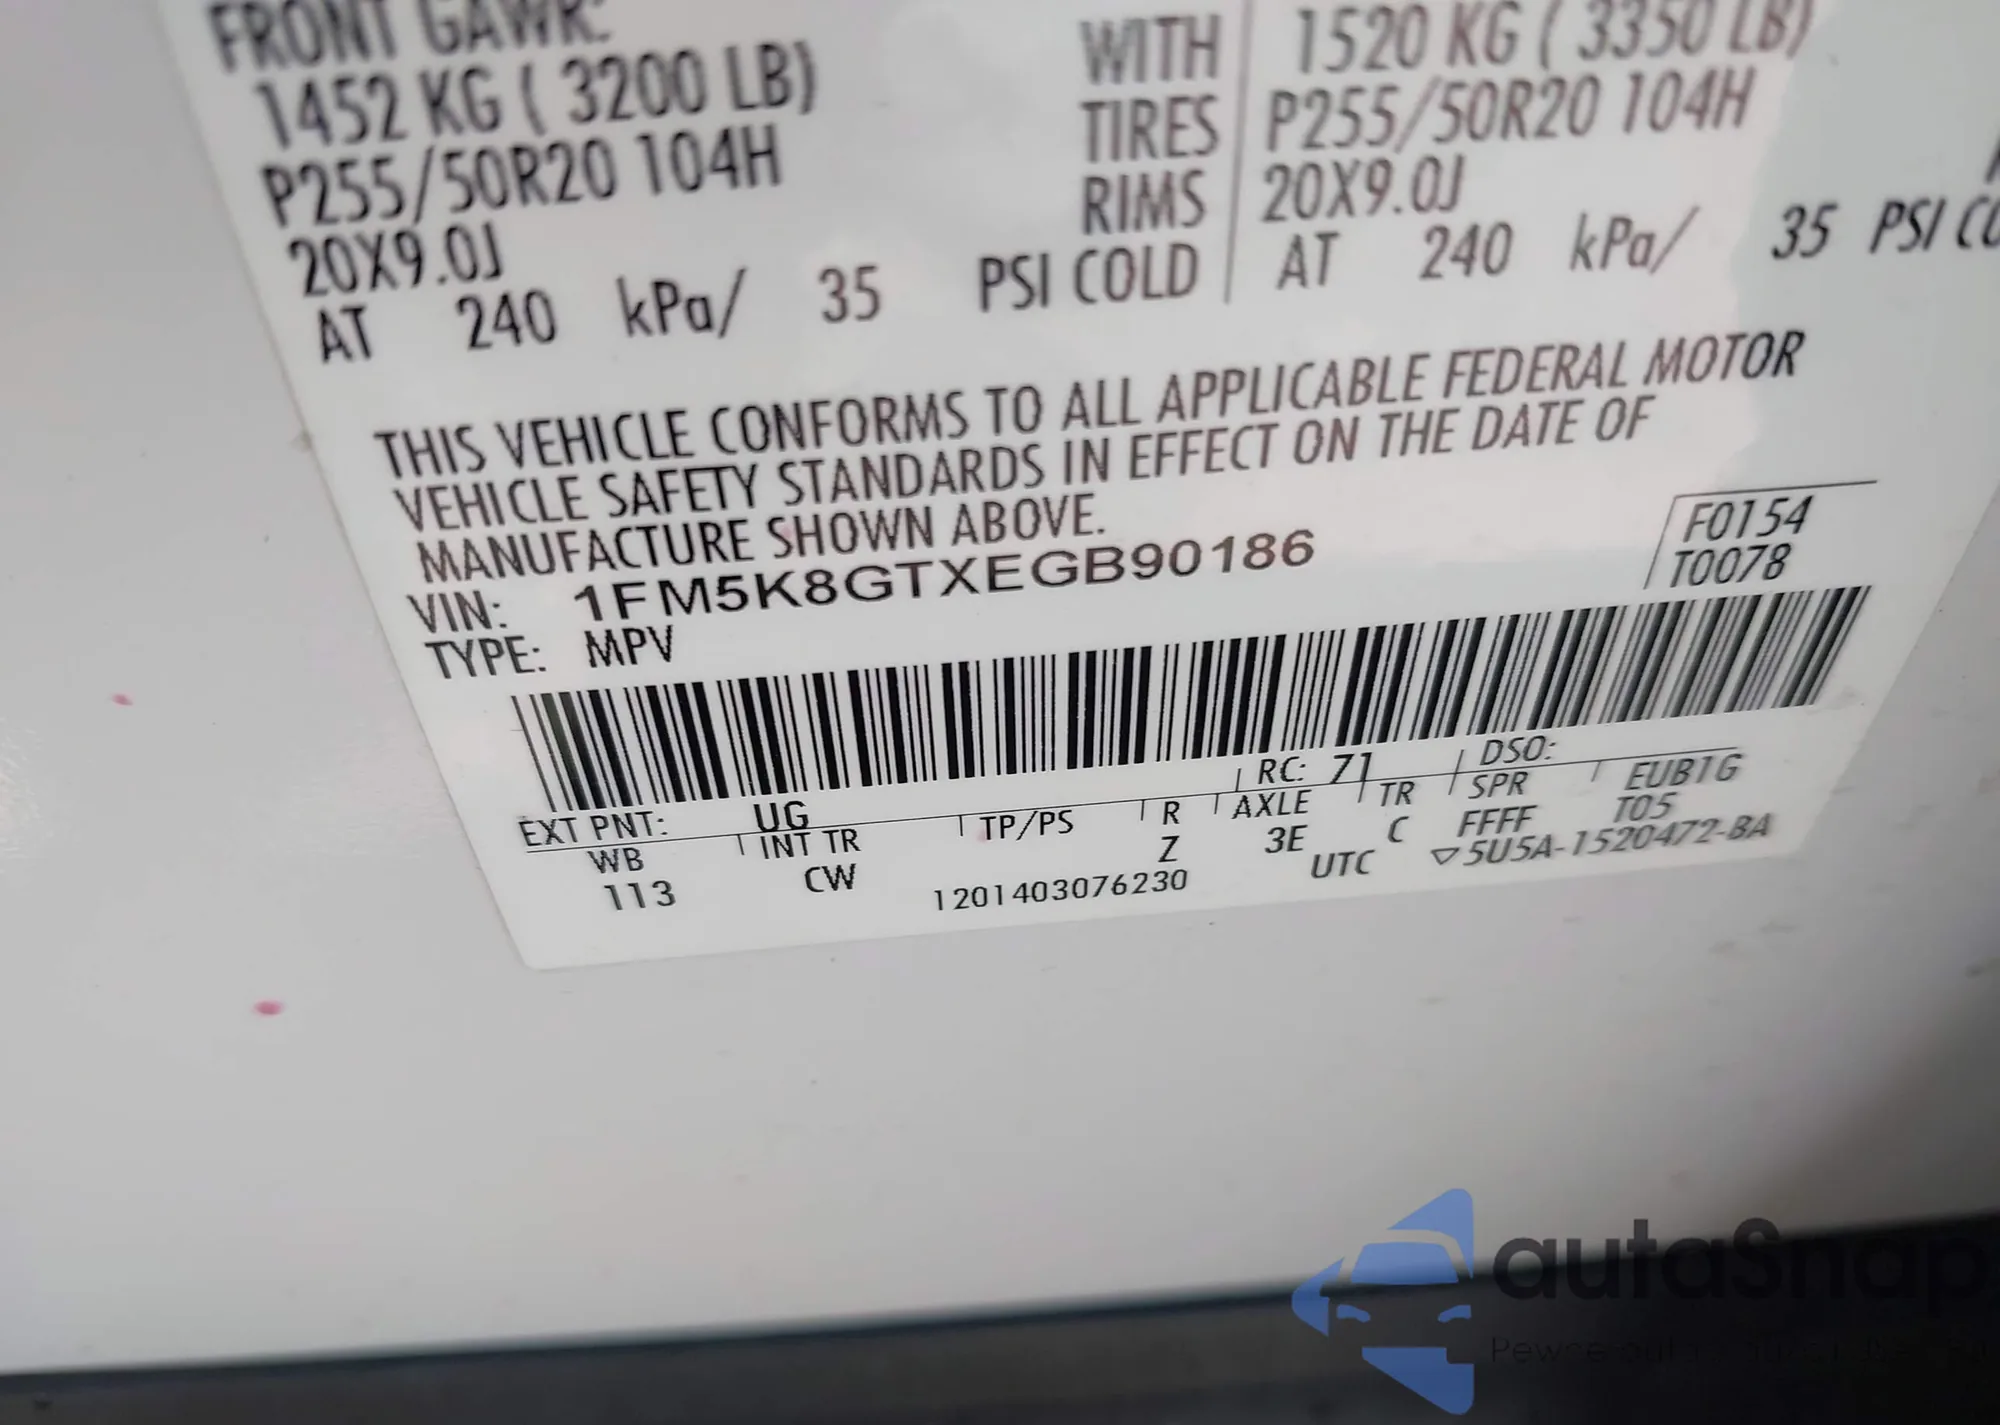 FRONT GAWR:
1452 KG ( 3200 LB)
P255/50R20 104H
20X9.0J
AT 240 kPa/ 35 PSI COLD
WITH
TIRES
RIMS
1520 KG ( 3350 LB)
P255/50R20 104H
20X9.0J
AT 240 kPa/ 35 PSI CO
THIS VEHICLE CONFORMS TO ALL APPLICABLE FEDERAL MOTOR
VEHICLE SAFETY STANDARDS IN EFFECT ON THE DATE OF
MANUFACTURE SHOWN ABOVE.
VIN: 1FM5K8GTXEGB90186
TYPE: MPV
F0154
T0078
EXT PNT: UG RC: 71 DSO:
WB INT TR TP/PS R AXLE TR SPR EUB1G
113 CW Z 3E C FFFF T05
1201403076230 UTC ▽5U5A-1520472-BA
autaSnap